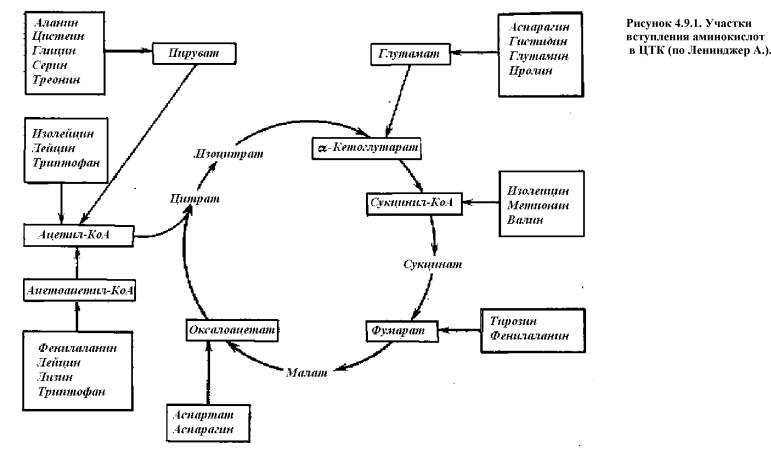 Рисунок 4.9.1. Участки
вступления аминокислот
в ЦТК (по Ленинджер А.).
Аланин
Цистеин
Глицин
Серин
Треонин
Пируват
Глутамат
Аспарагин
Гистидин
Глутамин
Пролин
Изолейцин
Лейцин
Триптофан
Изоцитрат
α-Кетоглутарат
Цитрат
Сукцинил-КоА
Изолейцин
Метионин
Валин
Ацетил-КоА
Сукцинат
Ацетоацетил-КоА
Оксалоацетат
Фумарат
Тирозин
Фенилаланин
Фенилаланин
Лейцин
Лизин
Триптофан
Малат
Аспартат
Аспарагин